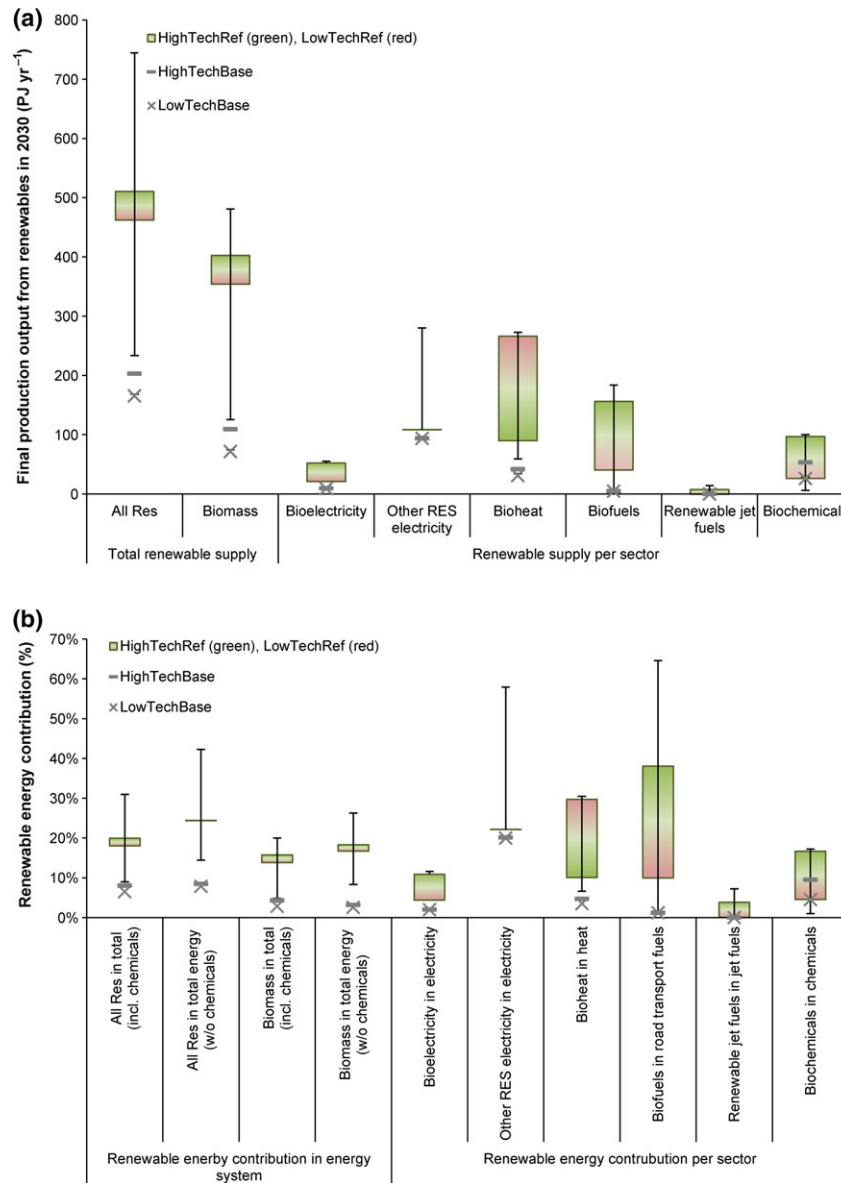 (a)
Final production output from renewables in 2030 (PJ yr⁻¹)
800
700
600
500
400
300
200
100
0
HighTechRef (green), LowTechRef (red)
HighTechBase
LowTechBase
All Res
Biomass
Bioelectricity
Other RES
electricity
Bioheat
Biofuels
Renewable jet
fuels
Biochemical
Total renewable supply
Renewable supply per sector
(b)
Renewable energy contribution (%)
70%
60%
50%
40%
30%
20%
10%
0%
HighTechRef (green), LowTechRef (red)
HighTechBase
LowTechBase
All Res in total
(incl. chemicals)
All Res in total energy
(w/o chemicals)
Biomass in total
(incl. chemicals)
Biomass in total energy
(w/o chemicals)
Bioelectricity in electricity
Other RES electricity in electricity
Bioheat in heat
Biofuels in road transport fuels
Renewable jet fuels in jet fuels
Biochemicals in chemicals
Renewable enerby contribution in energy
system
Renewable energy contrubution per sector